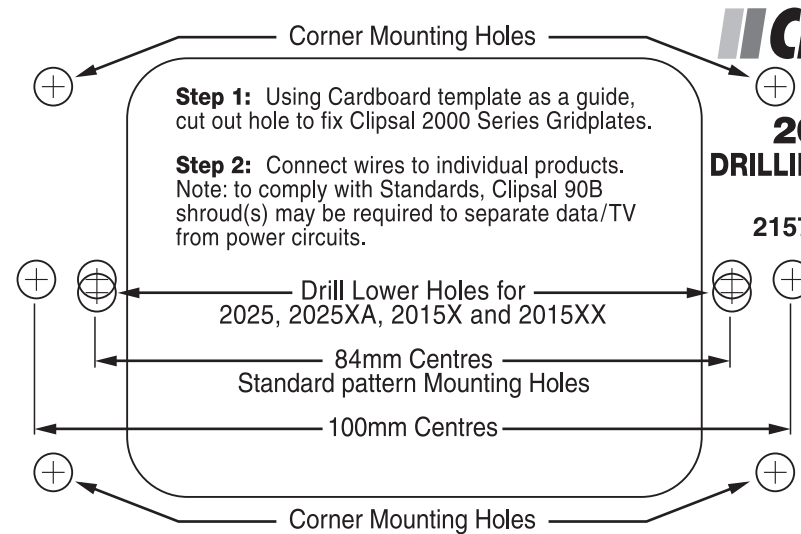 Corner Mounting Holes
Step 1: Using Cardboard template as a guide,
cut out hole to fix Clipsal 2000 Series Gridplates.
Step 2: Connect wires to individual products.
Note: to comply with Standards, Clipsal 90B
shroud(s) may be required to separate data/TV
from power circuits.
2157
Drill Lower Holes for
2025, 2025XA, 2015X and 2015XX
84mm Centres
Standard pattern Mounting Holes
100mm Centres
Corner Mounting Holes